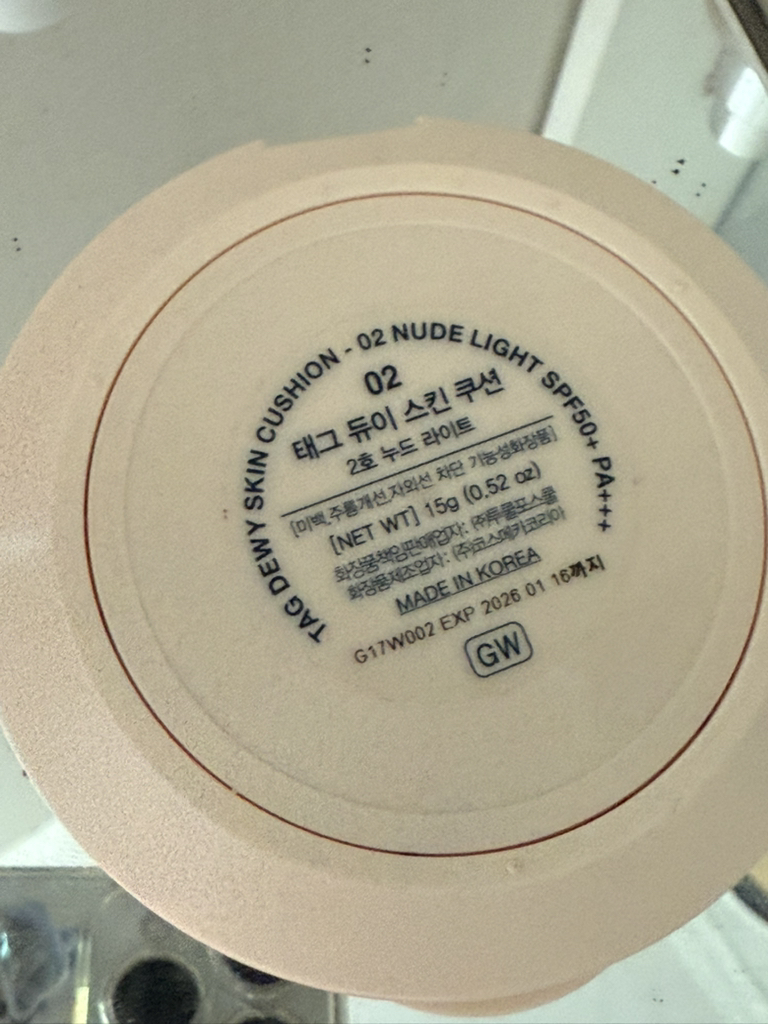 TAG DEWY SKIN CUSHION - 02 NUDE LIGHT SPF50+ PA+++
02
태그 듀이 스킨 쿠션
2호 누드 라이트
[미백,주름개선,자외선 차단 기능성화장품]
[NET WT] 15g (0.52 oz)
화장품책임판매업자: (주)투쿨포스쿨
화장품제조업자: (주)코스메카코리아
MADE IN KOREA
G17W002 EXP 2026 01 16까지
GW